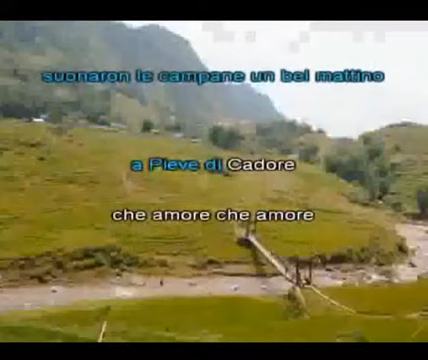 suonaron le campane un bel mattino
a Pieve di Cadore
che amore che amore